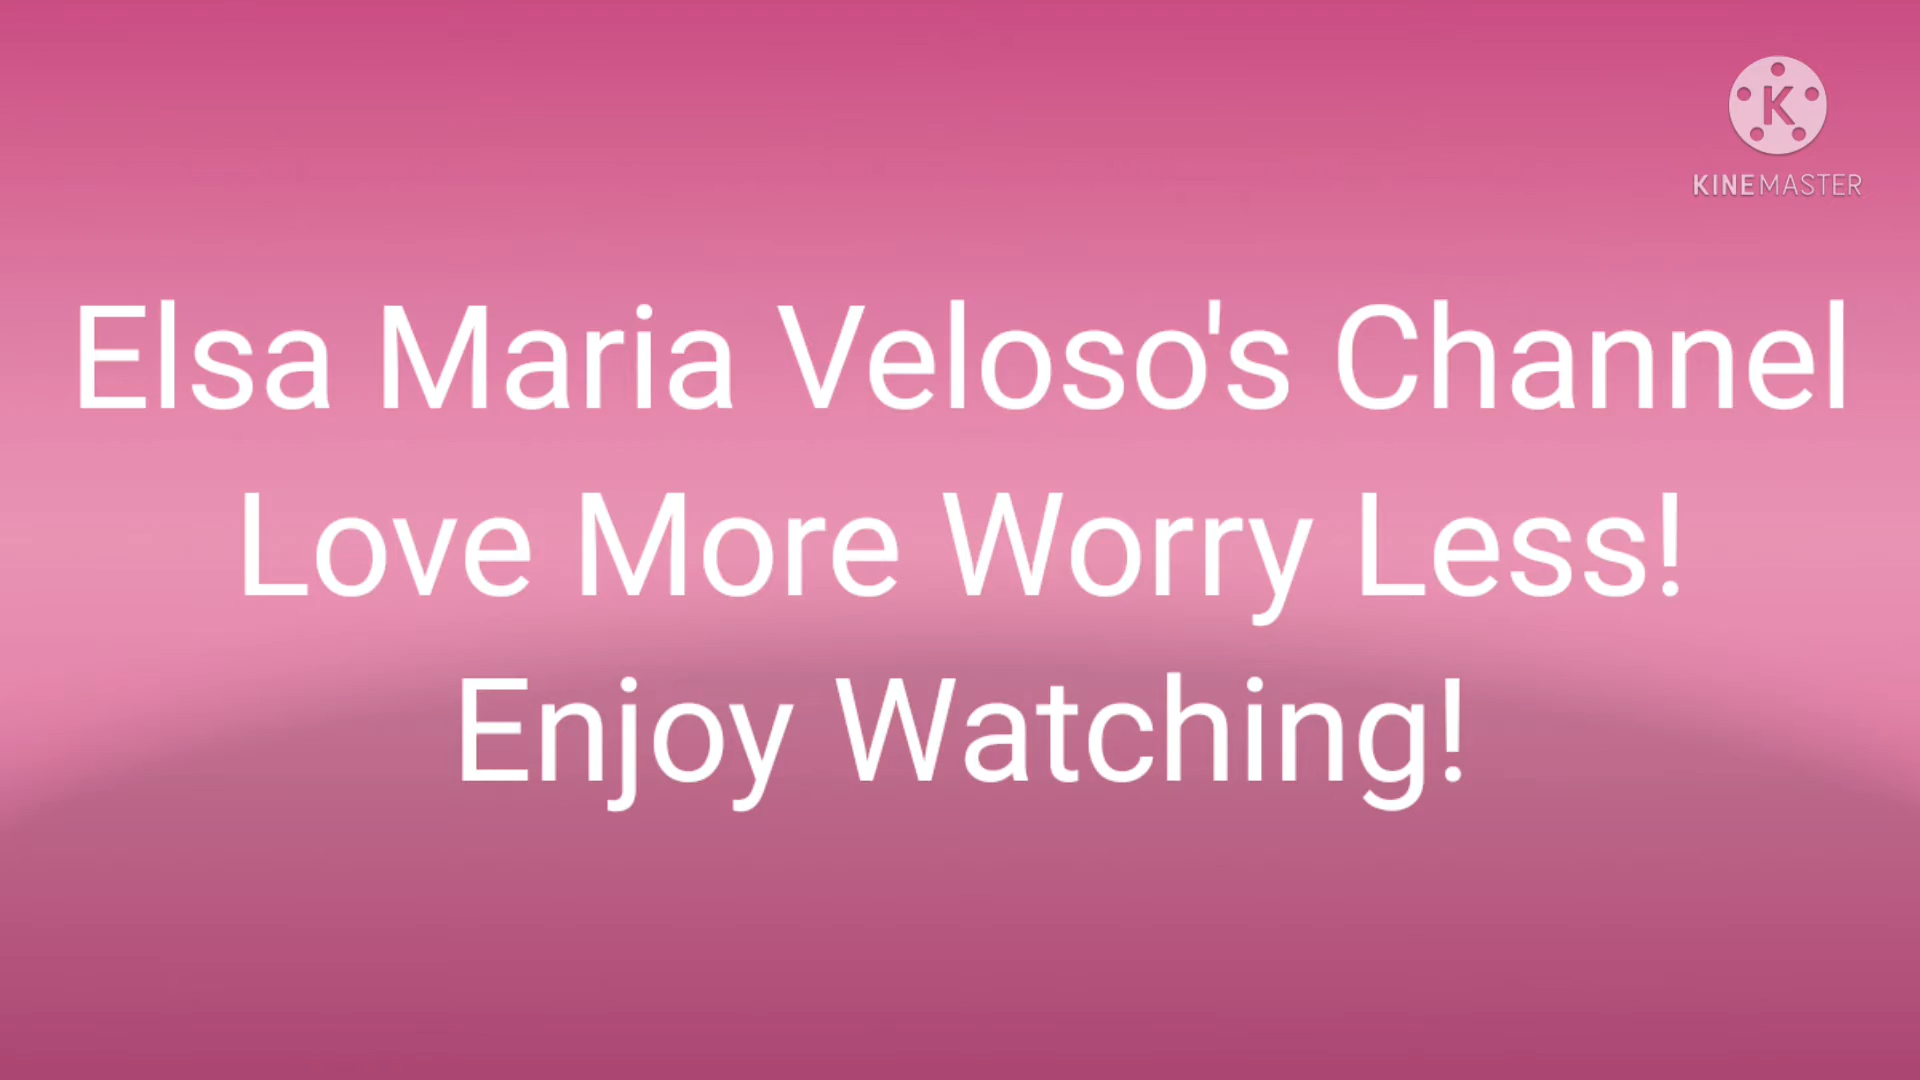 K
KINEMASTER
Elsa Maria Veloso's Channel
Love More Worry Less!
Enjoy Watching!